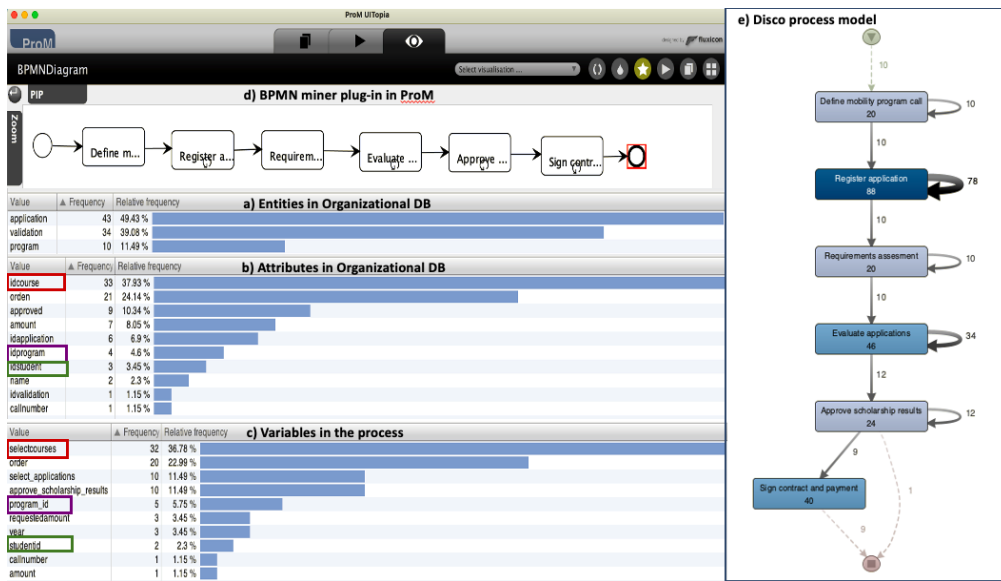 ProM UITopia
ProM
fluxicon
BPMNDiagram
Select visualisation ...
PIP
d) BPMN miner plug-in in ProM
Zoom
Define m...
Register a...
Requirem...
Evaluate ...
Approve ...
Sign contr...
Value Frequency Relative frequency
a) Entities in Organizational DB
application 43 49.43 %
validation 34 39.08 %
program 10 11.49 %
Value Frequency Relative frequency
b) Attributes in Organizational DB
idcourse 33 37.93 %
orden 21 24.14 %
approved 9 10.34 %
amount 7 8.05 %
idapplication 6 6.9 %
idprogram 4 4.6 %
idstudent 3 3.45 %
name 2 2.3 %
idvalidation 1 1.15 %
callnumber 1 1.15 %
Value Frequency Relative frequency
c) Variables in the process
selectcourses 32 36.78 %
order 20 22.99 %
select_applications 10 11.49 %
approve_scholarship_results 10 11.49 %
program_id 5 5.75 %
requestedamount 3 3.45 %
year 3 3.45 %
studentid 2 2.3 %
callnumber 1 1.15 %
amount 1 1.15 %
e) Disco process model
10
Define mobility program call
20
10
10
Register application
88
78
10
Requirements assesment
20
10
10
Evaluate applications
46
34
12
Approve scholarship results
24
12
9
Sign contract and payment
40
1
9